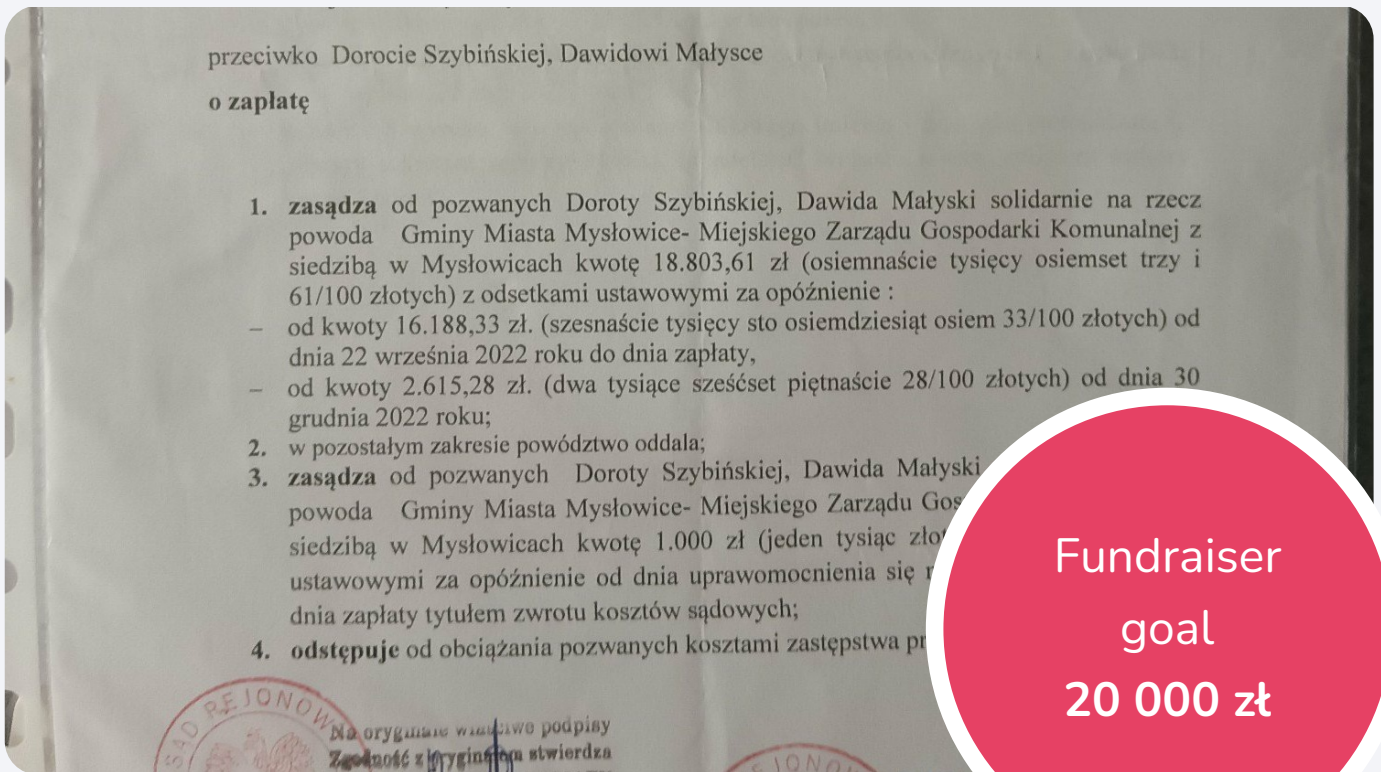 przeciwko Dorocie Szybińskiej, Dawidowi Małysce
o zapłatę
1. zasądza od pozwanych Doroty Szybińskiej, Dawida Małyski solidarnie na rzecz
powoda Gminy Miasta Mysłowice- Miejskiego Zarządu Gospodarki Komunalnej z
siedzibą w Mysłowicach kwotę 18.803,61 zł (osiemnaście tysięcy osiemset trzy i
61/100 złotych) z odsetkami ustawowymi za opóźnienie :
– od kwoty 16.188,33 zł. (szesnaście tysięcy sto osiemdziesiąt osiem 33/100 złotych) od
dnia 22 września 2022 roku do dnia zapłaty,
– od kwoty 2.615,28 zł. (dwa tysiące sześćset piętnaście 28/100 złotych) od dnia 30
grudnia 2022 roku;
2. w pozostałym zakresie powództwo oddala;
3. zasądza od pozwanych Doroty Szybińskiej, Dawida Małyski
powoda Gminy Miasta Mysłowice- Miejskiego Zarządu Gos
siedzibą w Mysłowicach kwotę 1.000 zł (jeden tysiąc zło
ustawowymi za opóźnienie od dnia uprawomocnienia się
dnia zapłaty tytułem zwrotu kosztów sądowych;
4. odstępuje od obciążania pozwanych kosztami zastępstwa pr
SĄD REJONOW
Na oryginale właściwe podpisy
Zgodność z oryginałem stwierdza
REJONO
Fundraiser
goal
20 000 zł